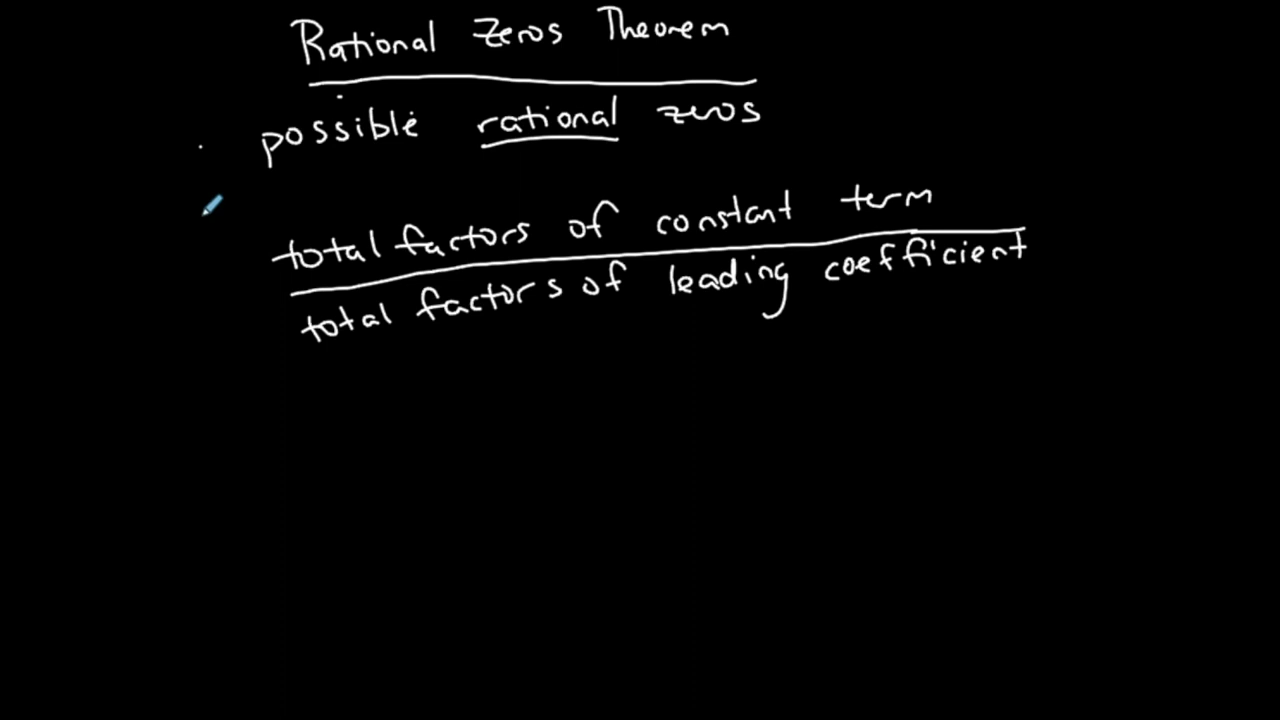 Rational Zeros Theorem
possible rational zeros
total factors of constant term
total factors of leading coefficient